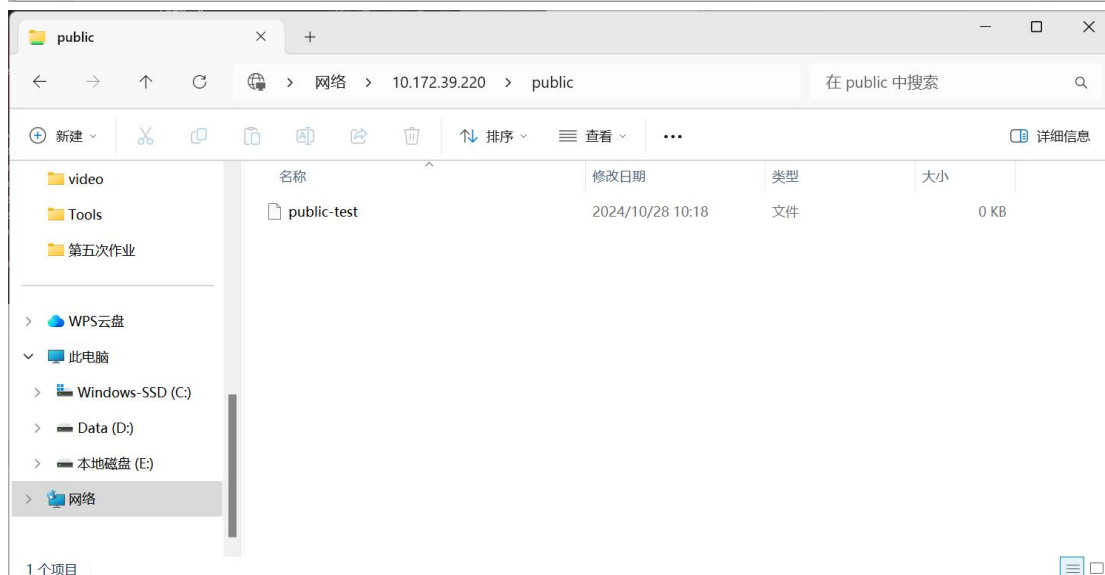 public
网络 10.172.39.220 public
在 public 中搜索
新建 排序 查看 详细信息
名称 修改日期 类型 大小
public-test 2024/10/28 10:18 文件 0 KB
video
Tools
第五次作业
WPS云盘
此电脑
Windows-SSD (C:)
Data (D:)
本地磁盘 (E:)
网络
1 个项目